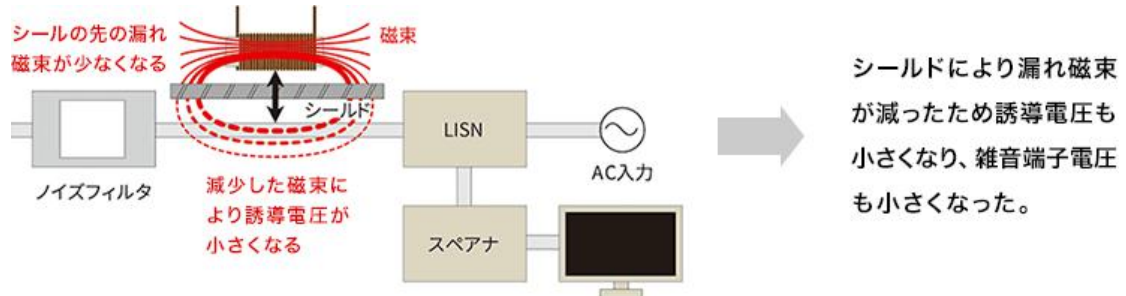 シールの先の漏れ
磁束が少なくなる
磁束
シールド
LISN
AC入力
ノイズフィルタ
減少した磁束に
より誘導電圧が
小さくなる
スペアナ
シールドにより漏れ磁束
が減ったため誘導電圧も
小さくなり、雑音端子電圧
も小さくなった。